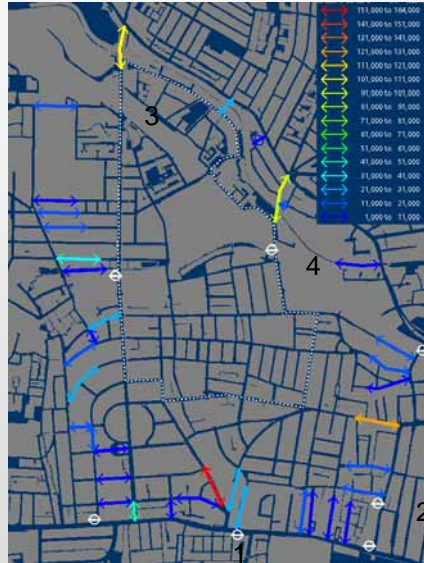 151,000 to 164,000
141,000 to 151,000
131,000 to 141,000
121,000 to 131,000
111,000 to 121,000
101,000 to 111,000
91,000 to 101,000
81,000 to 91,000
71,000 to 81,000
61,000 to 71,000
51,000 to 61,000
41,000 to 51,000
31,000 to 41,000
21,000 to 31,000
11,000 to 21,000
1,000 to 11,000
3
4
2
1